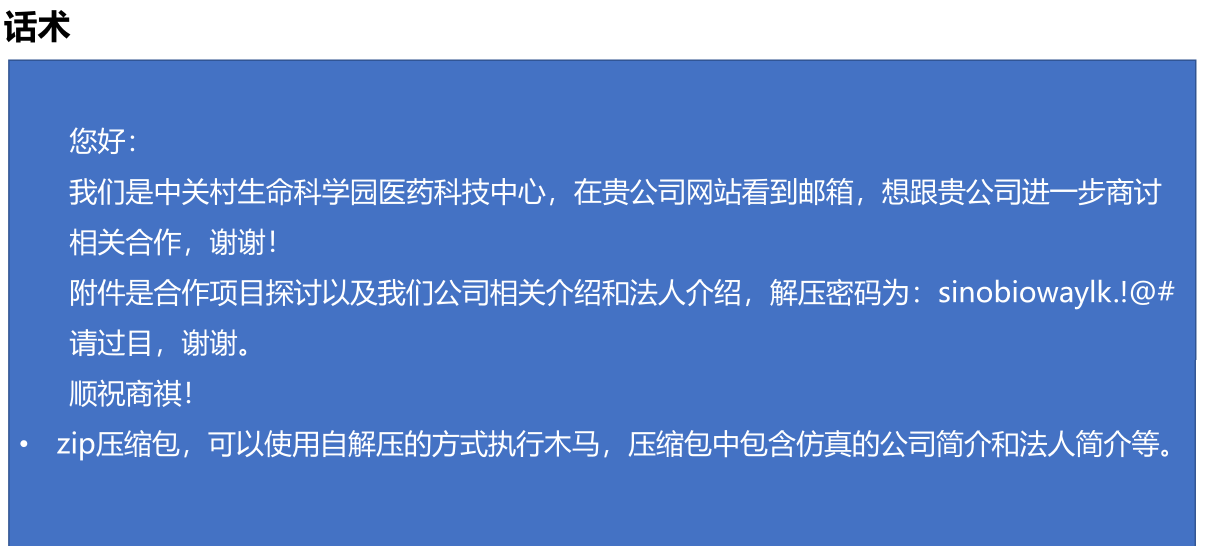 话术
您好：
我们是中关村生命科学园医药科技中心，在贵公司网站看到邮箱，想跟贵公司进一步商讨
相关合作，谢谢！
附件是合作项目探讨以及我们公司相关介绍和法人介绍，解压密码为：sinobiowaylk.!@#
请过目，谢谢。
顺祝商祺！
• zip压缩包，可以使用自解压的方式执行木马，压缩包中包含仿真的公司简介和法人简介等。